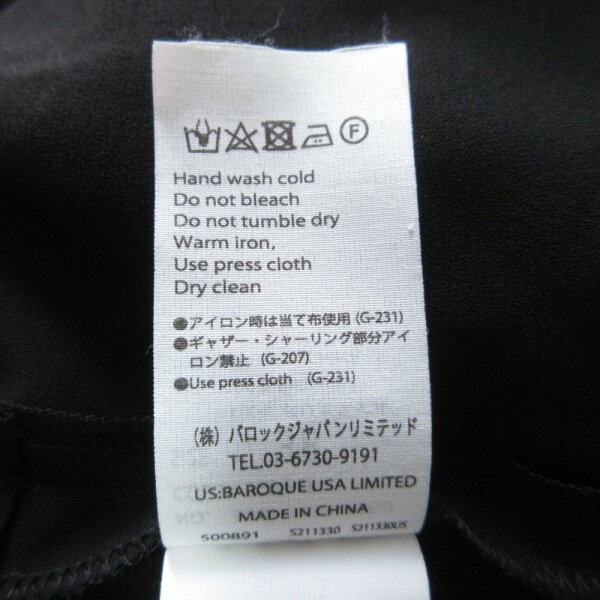 F
Hand wash cold
Do not bleach
Do not tumble dry
Warm iron,
Use press cloth
Dry clean
●アイロン時は当て布使用 (G-231)
●ギャザー・シャーリング部分アイ
ロン禁止 (G-207)
●Use press cloth (G-231)
(株) バロックジャパンリミテッド
TEL.03-6730-9191
US:BAROQUE USA LIMITED
MADE IN CHINA
500891 S211330 S211330US